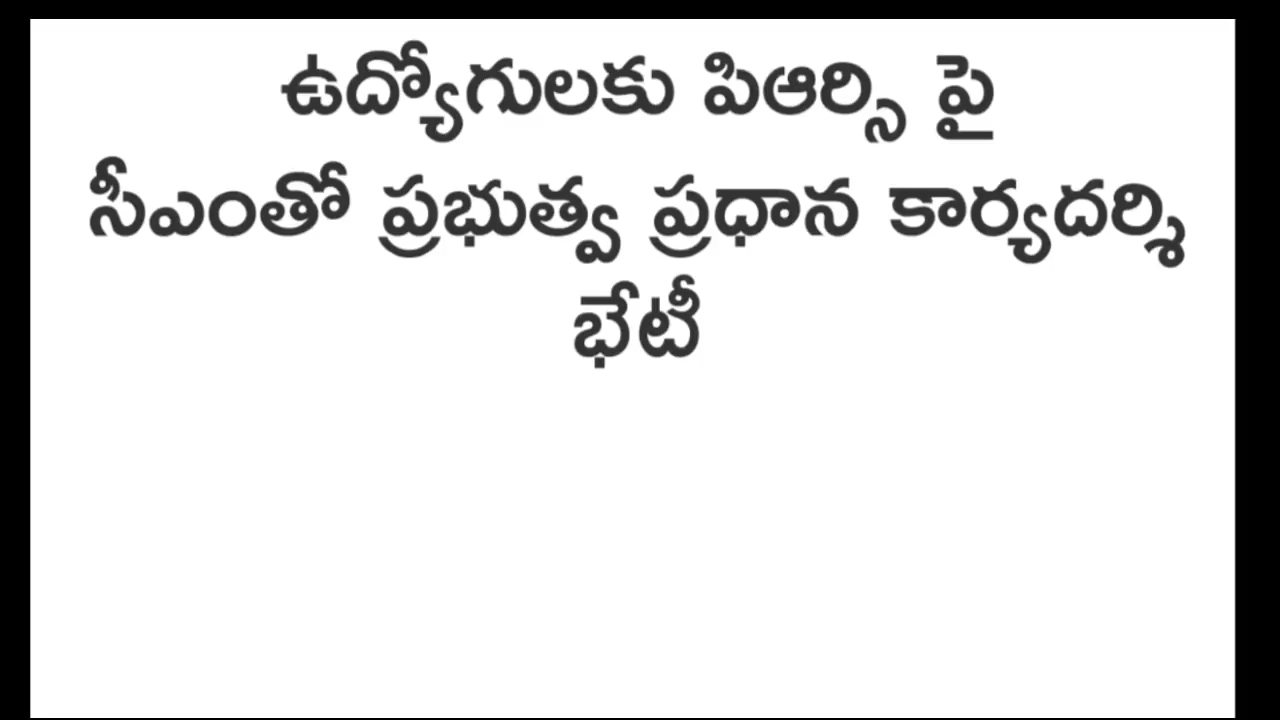 ఉద్యోగులకు పిఆర్సి పై
సీఎంతో ప్రభుత్వ ప్రధాన కార్యదర్శి
భేటీ